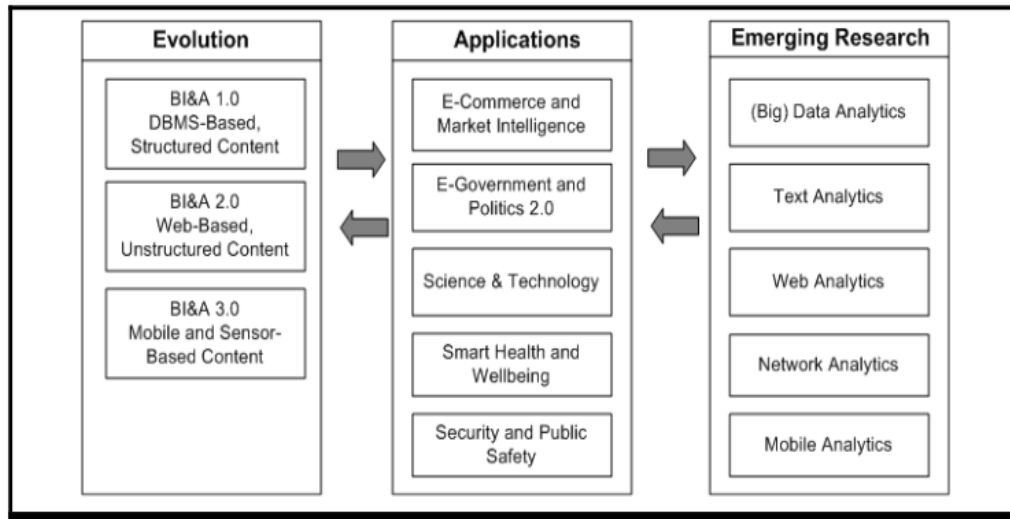 Evolution
BI&A 1.0
DBMS-Based,
Structured Content
BI&A 2.0
Web-Based,
Unstructured Content
BI&A 3.0
Mobile and Sensor-
Based Content
Applications
E-Commerce and
Market Intelligence
E-Government and
Politics 2.0
Science & Technology
Smart Health and
Wellbeing
Security and Public
Safety
Emerging Research
(Big) Data Analytics
Text Analytics
Web Analytics
Network Analytics
Mobile Analytics